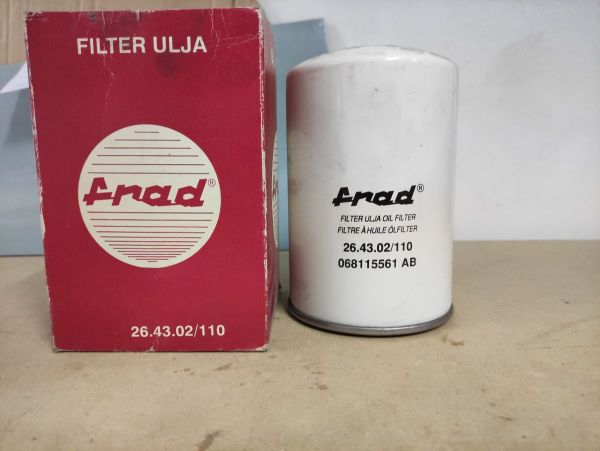 FILTER ULJA
Frad®
26.43.02/110
Frad®
FILTER ULJA OIL FILTER
FILTRE À HUILE ÖLFILTER
26.43.02/110
068115561 AB